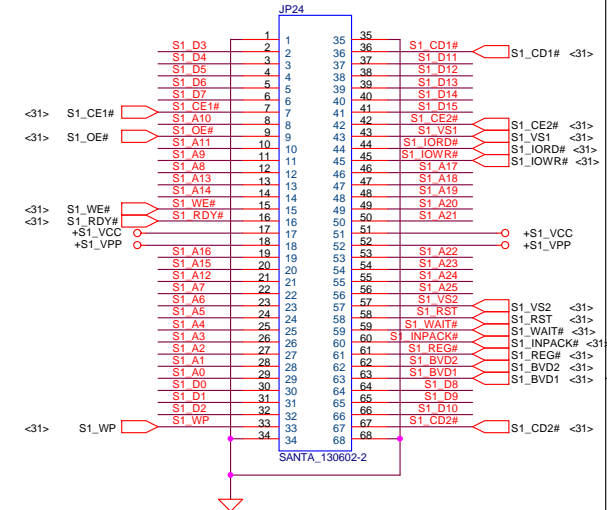 JP24
1 1 35 35
S1_D3 2 2 36 36 S1_CD1# S1_CD1# <31>
S1_D4 3 3 37 37 S1_D11
S1_D5 4 4 38 38 S1_D12
S1_D6 5 5 39 39 S1_D13
S1_D7 6 6 40 40 S1_D14
<31> S1_CE1# S1_CE1# 7 7 41 41 S1_D15
S1_A10 8 8 42 42 S1_CE2# S1_CE2# <31>
<31> S1_OE# S1_OE# 9 9 43 43 S1_VS1 S1_VS1 <31>
S1_A11 10 10 44 44 S1_IORD# S1_IORD# <31>
S1_A9 11 11 45 45 S1_IOWR# S1_IOWR# <31>
S1_A8 12 12 46 46 S1_A17
S1_A13 13 13 47 47 S1_A18
S1_A14 14 14 48 48 S1_A19
<31> S1_WE# S1_WE# 15 15 49 49 S1_A20
<31> S1_RDY# S1_RDY# 16 16 50 50 S1_A21
+S1_VCC 17 17 51 51 +S1_VCC
+S1_VPP 18 18 52 52 +S1_VPP
S1_A16 19 19 53 53 S1_A22
S1_A15 20 20 54 54 S1_A23
S1_A12 21 21 55 55 S1_A24
S1_A7 22 22 56 56 S1_A25
S1_A6 23 23 57 57 S1_VS2 S1_VS2 <31>
S1_A5 24 24 58 58 S1_RST S1_RST <31>
S1_A4 25 25 59 59 S1_WAIT# S1_WAIT# <31>
S1_A3 26 26 60 60 S1_INPACK# S1_INPACK# <31>
S1_A2 27 27 61 61 S1_REG# S1_REG# <31>
S1_A1 28 28 62 62 S1_BVD2 S1_BVD2 <31>
S1_A0 29 29 63 63 S1_BVD1 S1_BVD1 <31>
S1_D0 30 30 64 64 S1_D8
S1_D1 31 31 65 65 S1_D9
S1_D2 32 32 66 66 S1_D10
<31> S1_WP S1_WP 33 33 67 67 S1_CD2# S1_CD2# <31>
34 34 68 68
SANTA_130602-2